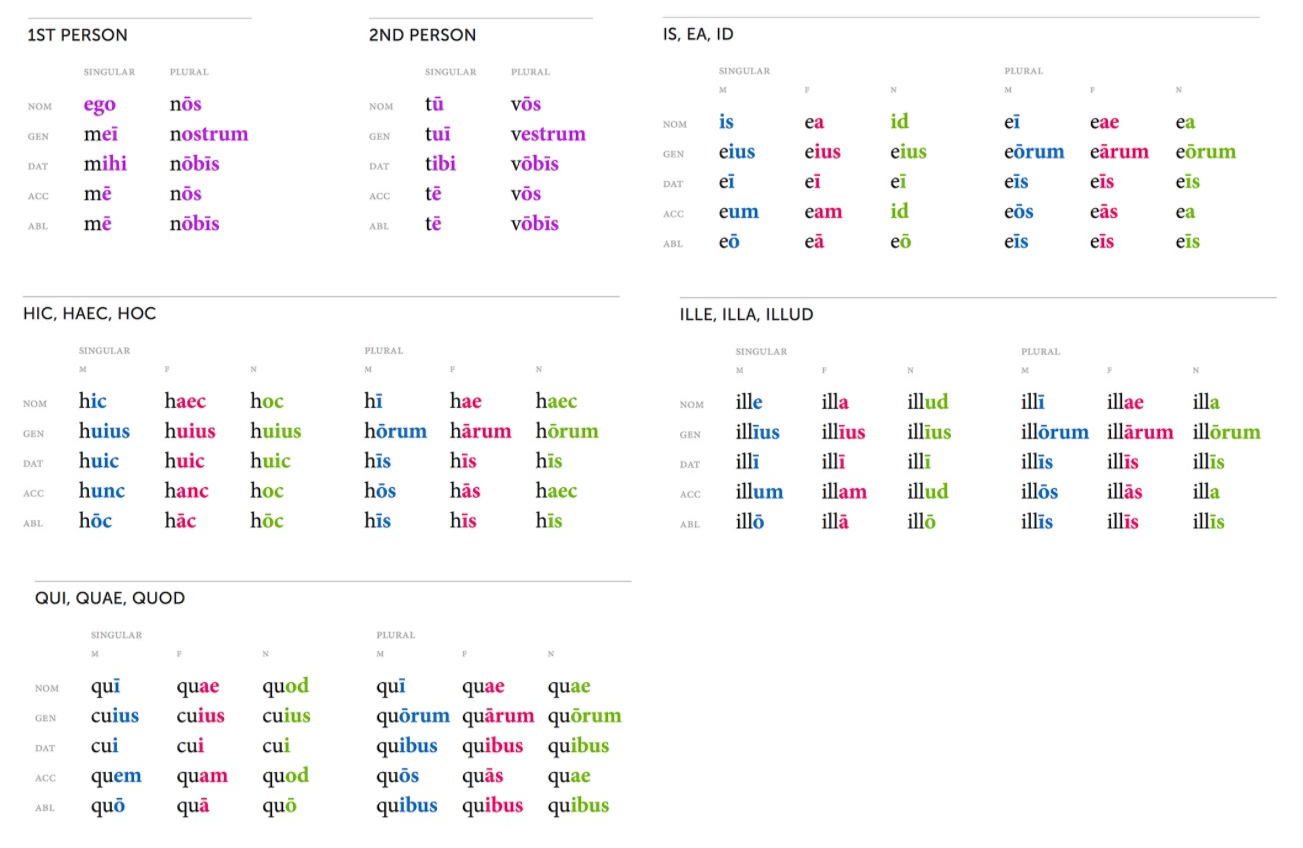 1ST PERSON
SINGULAR PLURAL
NOM ego nōs
GEN meī nostrum
DAT mihi nōbīs
ACC mē nōs
ABL mē nōbīs
2ND PERSON
SINGULAR PLURAL
NOM tū vōs
GEN tuī vestrum
DAT tibi vōbīs
ACC tē vōs
ABL tē vōbīs
IS, EA, ID
SINGULAR PLURAL
M F N M F N
NOM is ea id eī eae ea
GEN eius eius eius eōrum eārum eōrum
DAT eī eī eī eīs eīs eīs
ACC eum eam id eōs eās ea
ABL eō eā eō eīs eīs eīs
HIC, HAEC, HOC
SINGULAR PLURAL
M F N M F N
NOM hic haec hoc hī hae haec
GEN huius huius huius hōrum hārum hōrum
DAT huic huic huic hīs hīs hīs
ACC hunc hanc hoc hōs hās haec
ABL hōc hāc hōc hīs hīs hīs
ILLE, ILLA, ILLUD
SINGULAR PLURAL
M F N M F N
NOM ille illa illud illī illae illa
GEN illīus illīus illīus illōrum illārum illōrum
DAT illī illī illī illīs illīs illīs
ACC illum illam illud illōs illās illa
ABL illō illā illō illīs illīs illīs
QUI, QUAE, QUOD
SINGULAR PLURAL
M F N M F N
NOM quī quae quod quī quae quae
GEN cuius cuius cuius quōrum quārum quōrum
DAT cui cui cui quibus quibus quibus
ACC quem quam quod quōs quās quae
ABL quō quā quō quibus quibus quibus